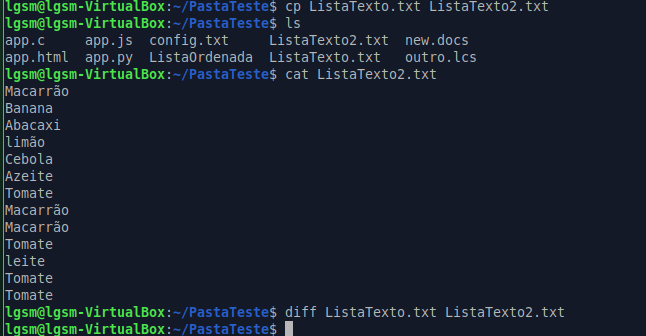 lgsm@lgsm-VirtualBox:~/PastaTeste$ cp ListaTexto.txt ListaTexto2.txt
lgsm@lgsm-VirtualBox:~/PastaTeste$ ls
app.c     app.js  config.txt     ListaTexto2.txt  new.docs
app.html  app.py  ListaOrdenada  ListaTexto.txt   outro.lcs
lgsm@lgsm-VirtualBox:~/PastaTeste$ cat ListaTexto2.txt
Macarrão
Banana
Abacaxi
limão
Cebola
Azeite
Tomate
Macarrão
Macarrão
Tomate
leite
Tomate
Tomate
lgsm@lgsm-VirtualBox:~/PastaTeste$ diff ListaTexto.txt ListaTexto2.txt
lgsm@lgsm-VirtualBox:~/PastaTeste$